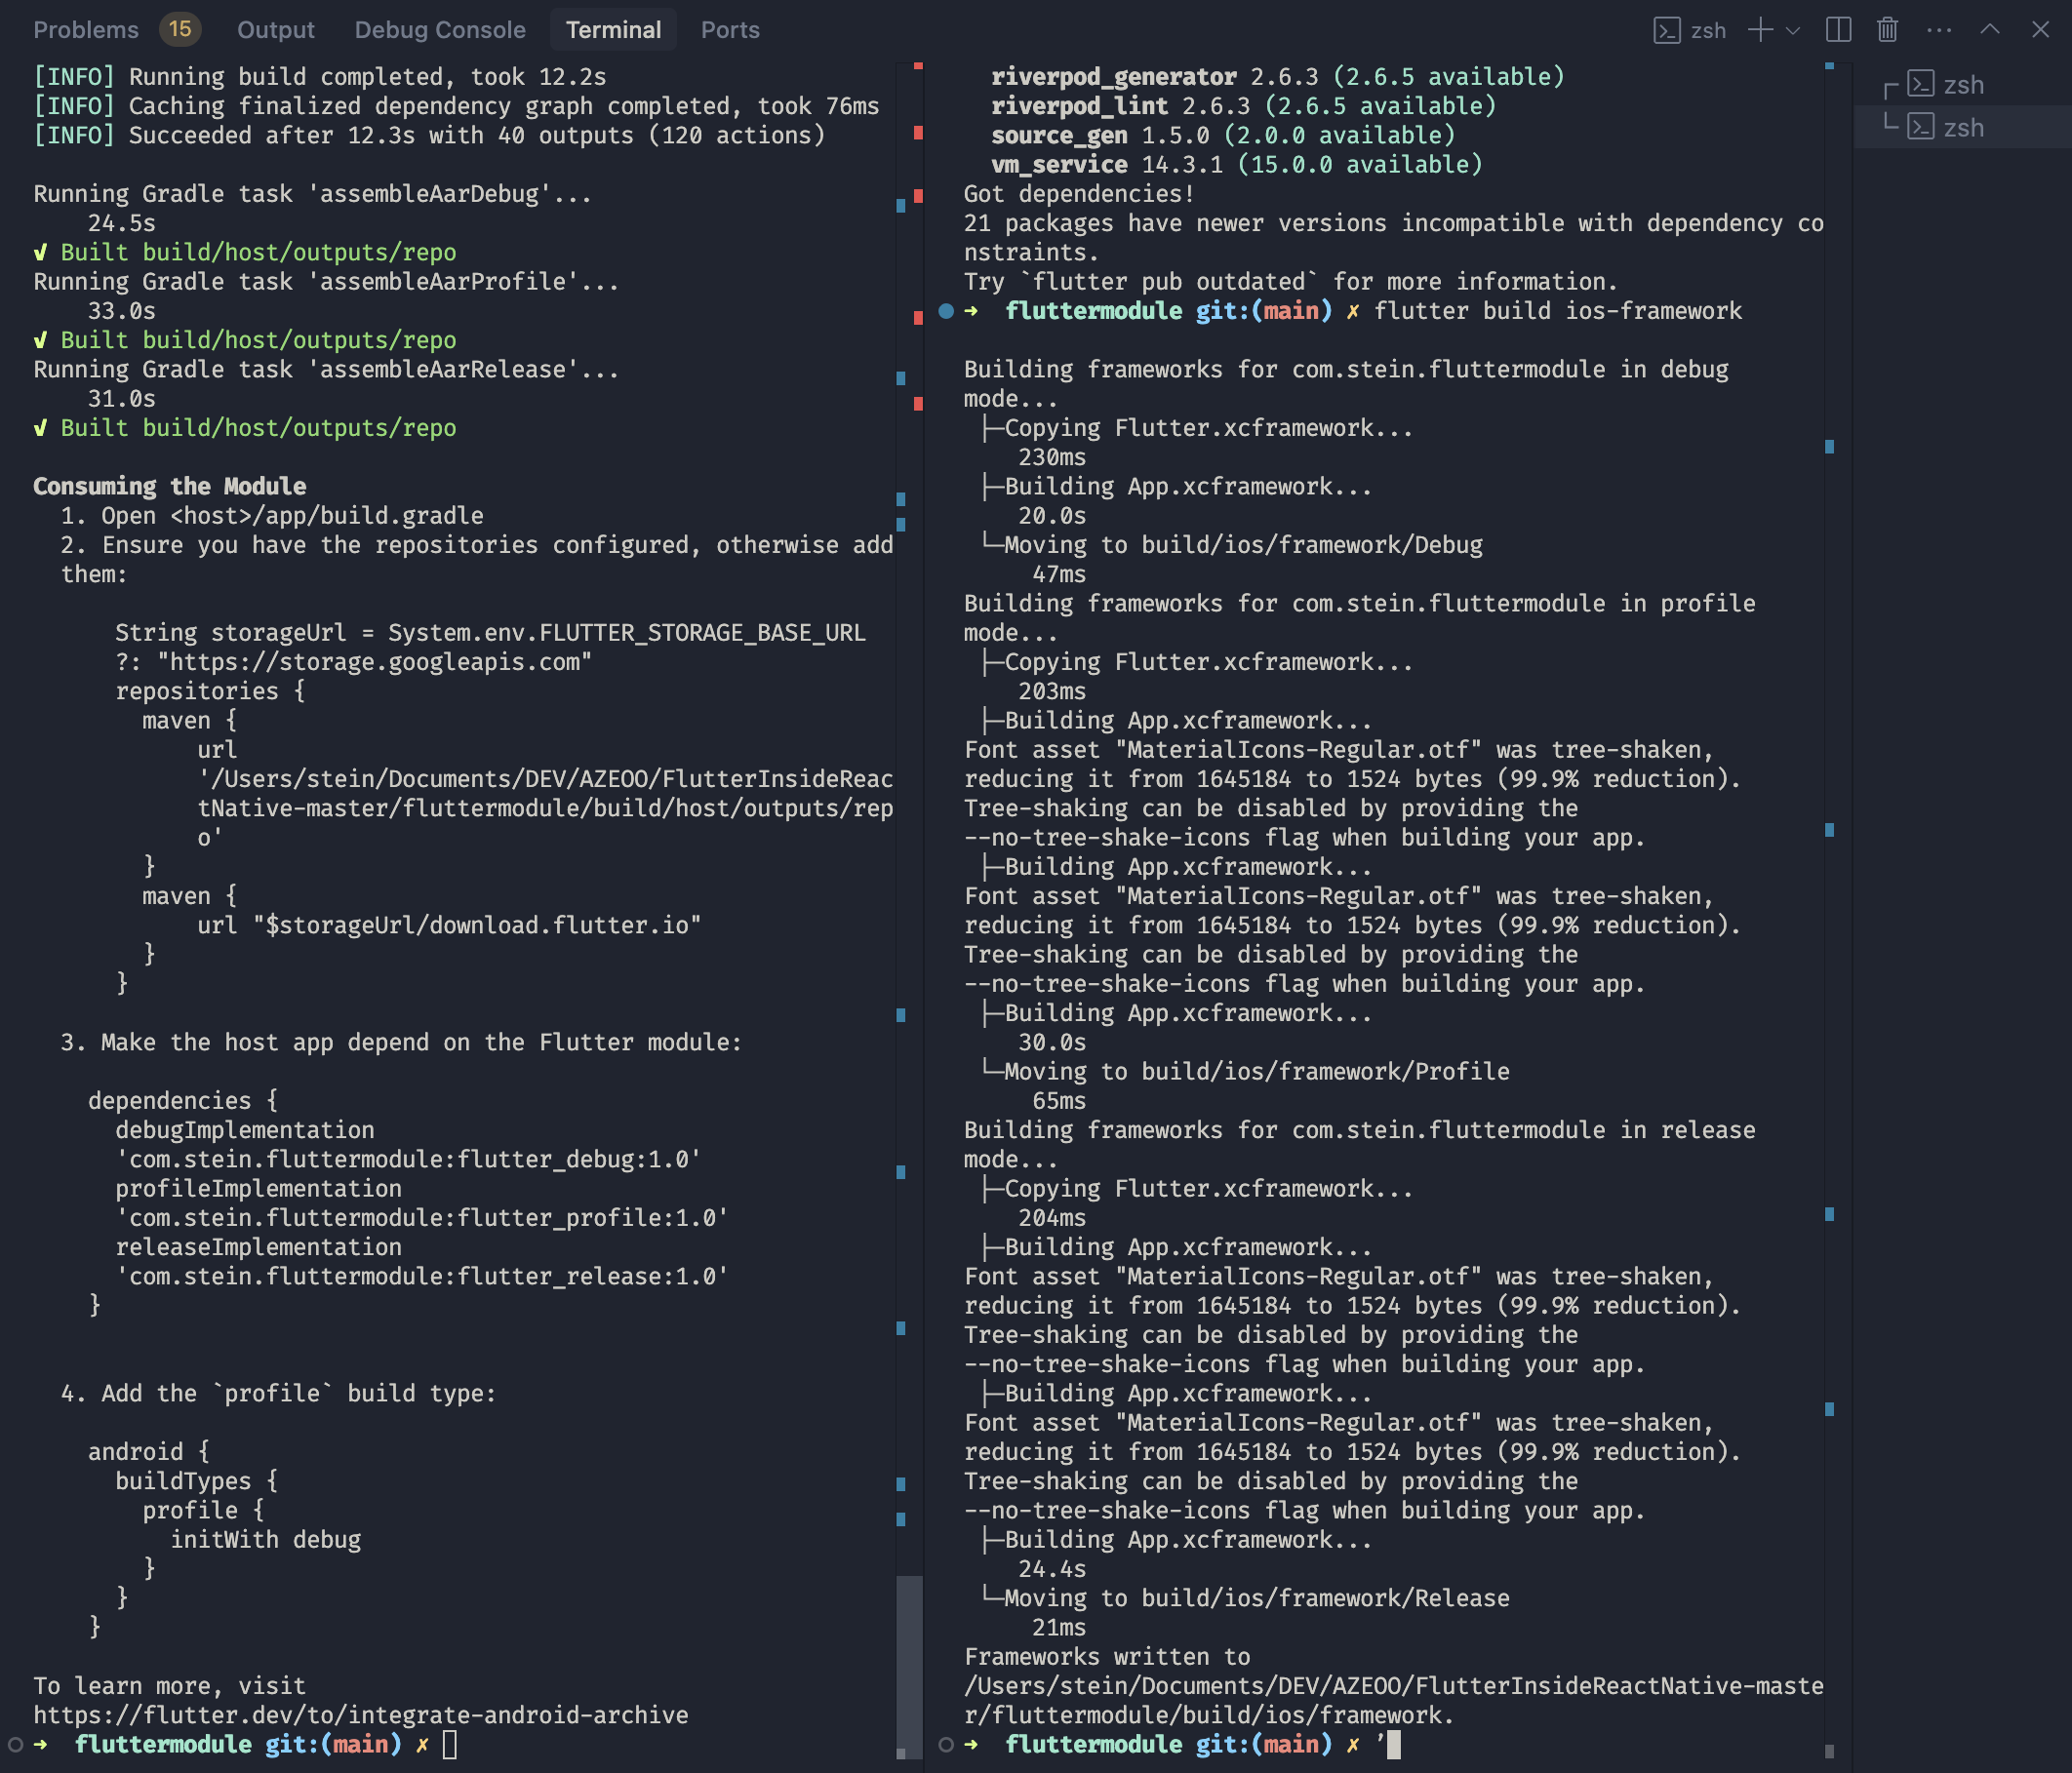 Problems 15 Output Debug Console Terminal Ports zsh
[INFO] Running build completed, took 12.2s
[INFO] Caching finalized dependency graph completed, took 76ms
[INFO] Succeeded after 12.3s with 40 outputs (120 actions)
Running Gradle task 'assembleAarDebug'...
24.5s
✓ Built build/host/outputs/repo
Running Gradle task 'assembleAarProfile'...
33.0s
✓ Built build/host/outputs/repo
Running Gradle task 'assembleAarRelease'...
31.0s
✓ Built build/host/outputs/repo
Consuming the Module
1. Open <host>/app/build.gradle
2. Ensure you have the repositories configured, otherwise add
them:
String storageUrl = System.env.FLUTTER_STORAGE_BASE_URL
?: "https://storage.googleapis.com"
repositories {
maven {
url
'/Users/stein/Documents/DEV/AZEOO/FlutterInsideReac
tNative-master/fluttermodule/build/host/outputs/rep
o'
}
maven {
url "$storageUrl/download.flutter.io"
}
}
3. Make the host app depend on the Flutter module:
dependencies {
debugImplementation
'com.stein.fluttermodule:flutter_debug:1.0'
profileImplementation
'com.stein.fluttermodule:flutter_profile:1.0'
releaseImplementation
'com.stein.fluttermodule:flutter_release:1.0'
}
4. Add the `profile` build type:
android {
buildTypes {
profile {
initWith debug
}
}
}
To learn more, visit
https://flutter.dev/to/integrate-android-archive
→ fluttermodule git:(main) ✗
riverpod_generator 2.6.3 (2.6.5 available)
riverpod_lint 2.6.3 (2.6.5 available)
source_gen 1.5.0 (2.0.0 available)
vm_service 14.3.1 (15.0.0 available)
Got dependencies!
21 packages have newer versions incompatible with dependency co
nstraints.
Try `flutter pub outdated` for more information.
→ fluttermodule git:(main) ✗ flutter build ios-framework
Building frameworks for com.stein.fluttermodule in debug
mode...
├─Copying Flutter.xcframework...
230ms
├─Building App.xcframework...
20.0s
└─Moving to build/ios/framework/Debug
47ms
Building frameworks for com.stein.fluttermodule in profile
mode...
├─Copying Flutter.xcframework...
203ms
├─Building App.xcframework...
Font asset "MaterialIcons-Regular.otf" was tree-shaken,
reducing it from 1645184 to 1524 bytes (99.9% reduction).
Tree-shaking can be disabled by providing the
--no-tree-shake-icons flag when building your app.
├─Building App.xcframework...
Font asset "MaterialIcons-Regular.otf" was tree-shaken,
reducing it from 1645184 to 1524 bytes (99.9% reduction).
Tree-shaking can be disabled by providing the
--no-tree-shake-icons flag when building your app.
├─Building App.xcframework...
30.0s
└─Moving to build/ios/framework/Profile
65ms
Building frameworks for com.stein.fluttermodule in release
mode...
├─Copying Flutter.xcframework...
204ms
├─Building App.xcframework...
Font asset "MaterialIcons-Regular.otf" was tree-shaken,
reducing it from 1645184 to 1524 bytes (99.9% reduction).
Tree-shaking can be disabled by providing the
--no-tree-shake-icons flag when building your app.
├─Building App.xcframework...
Font asset "MaterialIcons-Regular.otf" was tree-shaken,
reducing it from 1645184 to 1524 bytes (99.9% reduction).
Tree-shaking can be disabled by providing the
--no-tree-shake-icons flag when building your app.
├─Building App.xcframework...
24.4s
└─Moving to build/ios/framework/Release
21ms
Frameworks written to
/Users/stein/Documents/DEV/AZEOO/FlutterInsideReactNative-maste
r/fluttermodule/build/ios/framework.
→ fluttermodule git:(main) ✗ ’
zsh
zsh